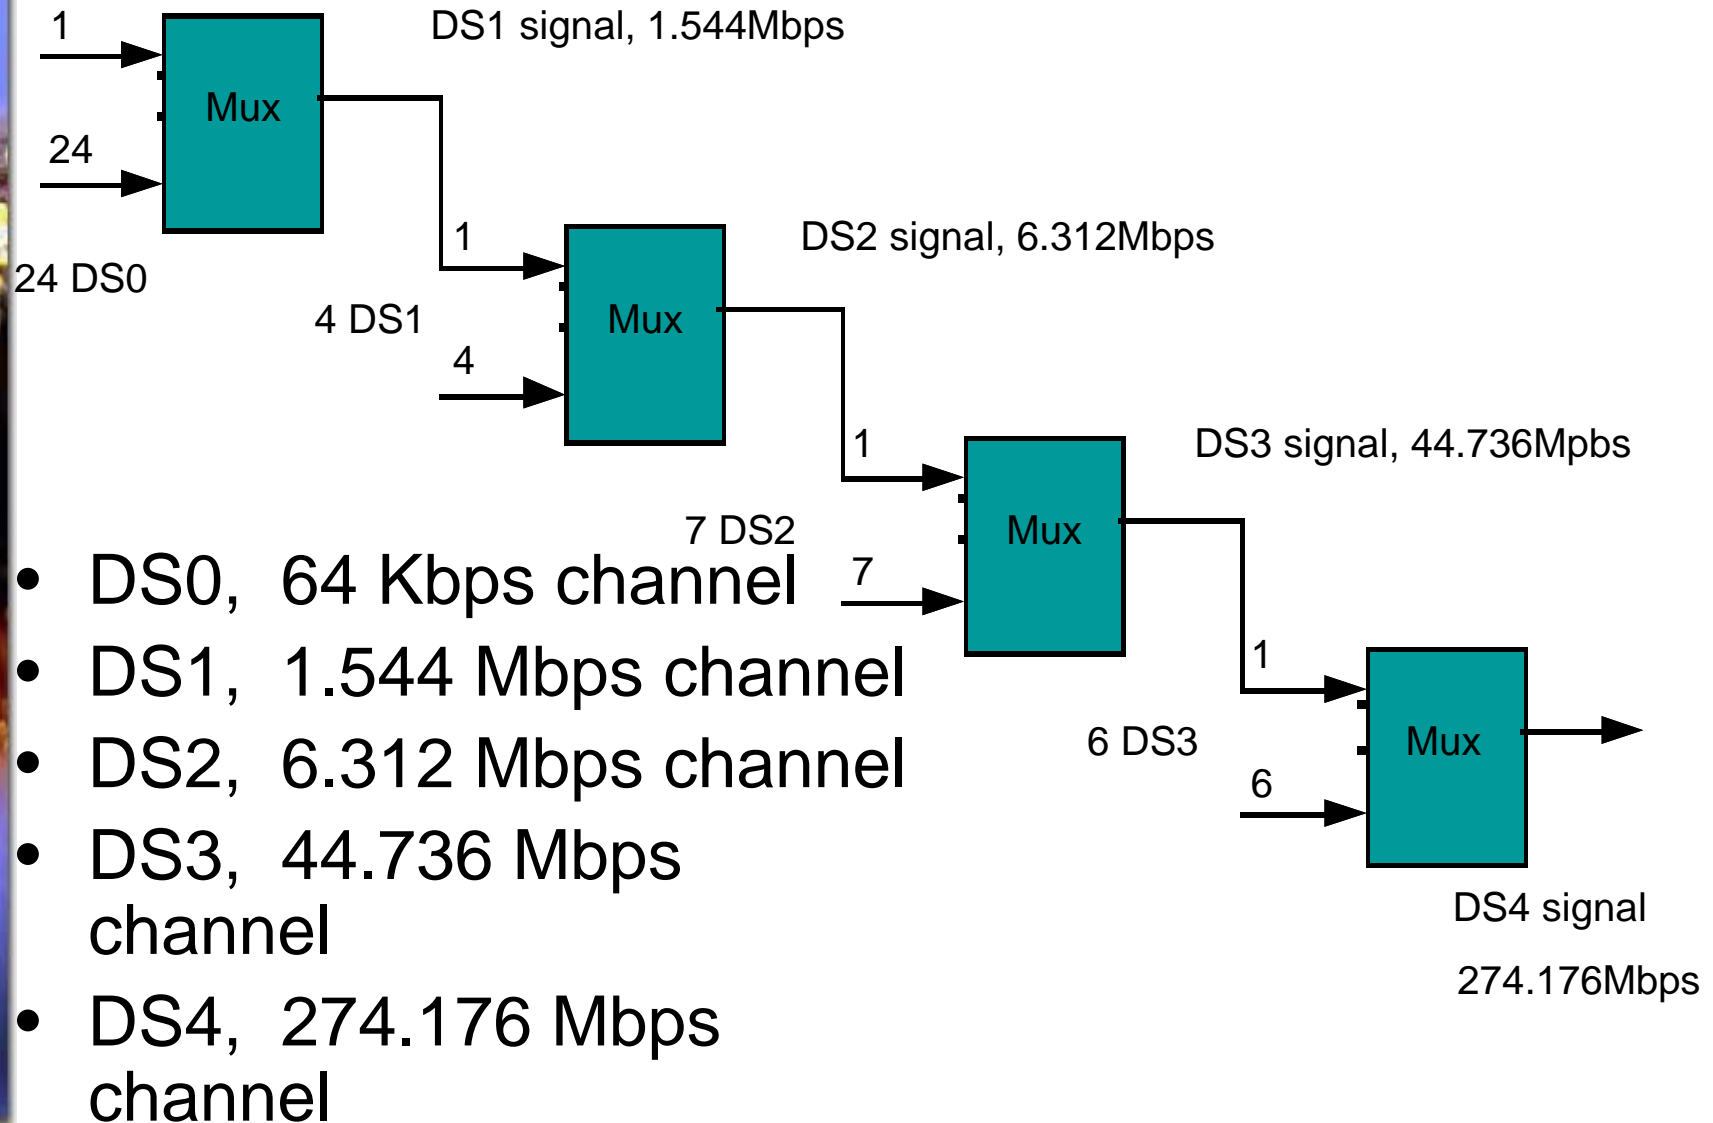 1
DS1 signal, 1.544Mbps
Mux
24
24 DS0
1
DS2 signal, 6.312Mbps
4 DS1
Mux
4
1
DS3 signal, 44.736Mpbs
7 DS2
Mux
7
1
6 DS3
Mux
6
DS4 signal
274.176Mbps
• DS0, 64 Kbps channel
• DS1, 1.544 Mbps channel
• DS2, 6.312 Mbps channel
• DS3, 44.736 Mbps
channel
• DS4, 274.176 Mbps
channel